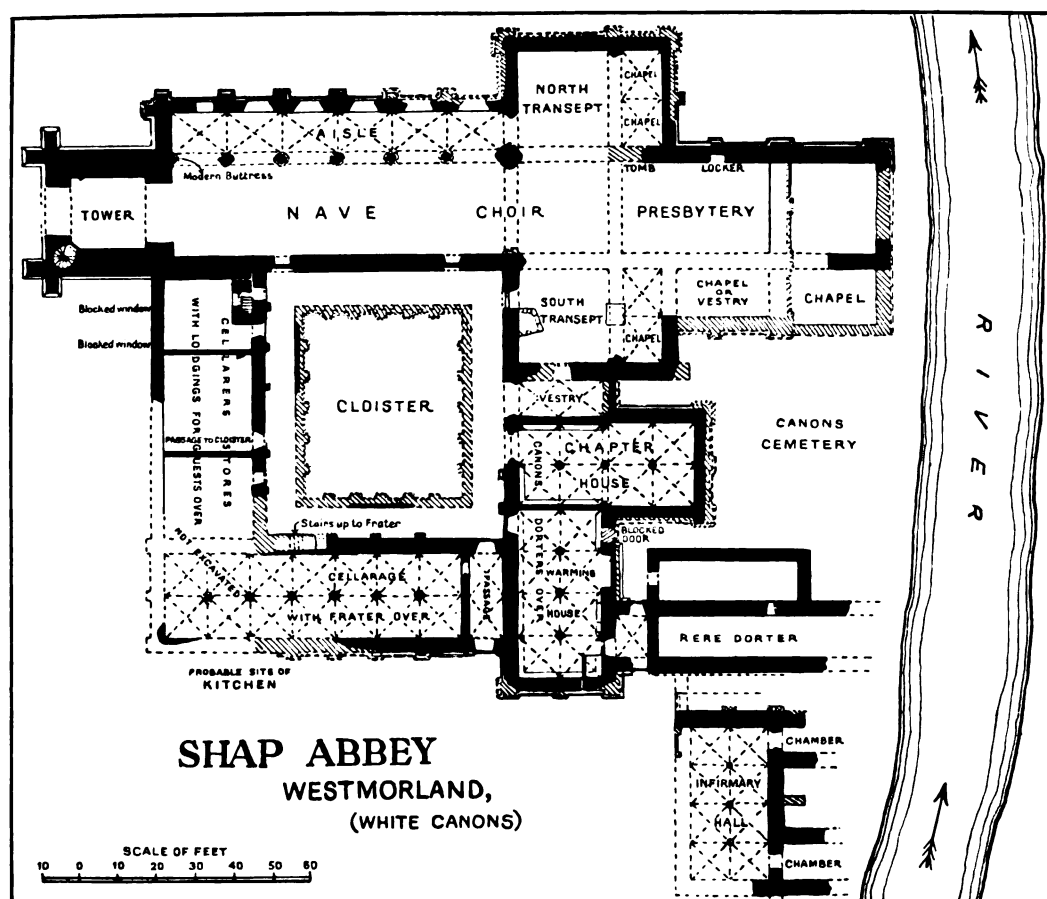 NORTH
TRANSEPT
CHAPEL
CHAPEL
AISLE
Modern Buttress
TOMB
LOCKER
TOWER
NAVE
CHOIR
PRESBYTERY
CHAPEL
OR
VESTRY
CHAPEL
SOUTH
TRANSEPT
CHAPEL
Blocked window
Blocked window
CELLARERS STORES
WITH LODGINGS FOR GUESTS OVER
PASSAGE TO CLOISTER
CLOISTER
VESTRY
CHAPTER
HOUSE
CANONS
DORTERS OVER
CANONS
CEMETERY
RIVER
Stairs up to Frater
BLOCKED
DOOR
NOT EXCAVATED
CELLARAGE
WITH FRATER OVER
PASSAGE
WARMING
HOUSE
RERE DORTER
PROBABLE SITE OF
KITCHEN
SHAP ABBEY
WESTMORLAND,
(WHITE CANONS)
CHAMBER
INFIRMARY
HALL
CHAMBER
SCALE OF FEET
10 0 10 20 30 40 50 60